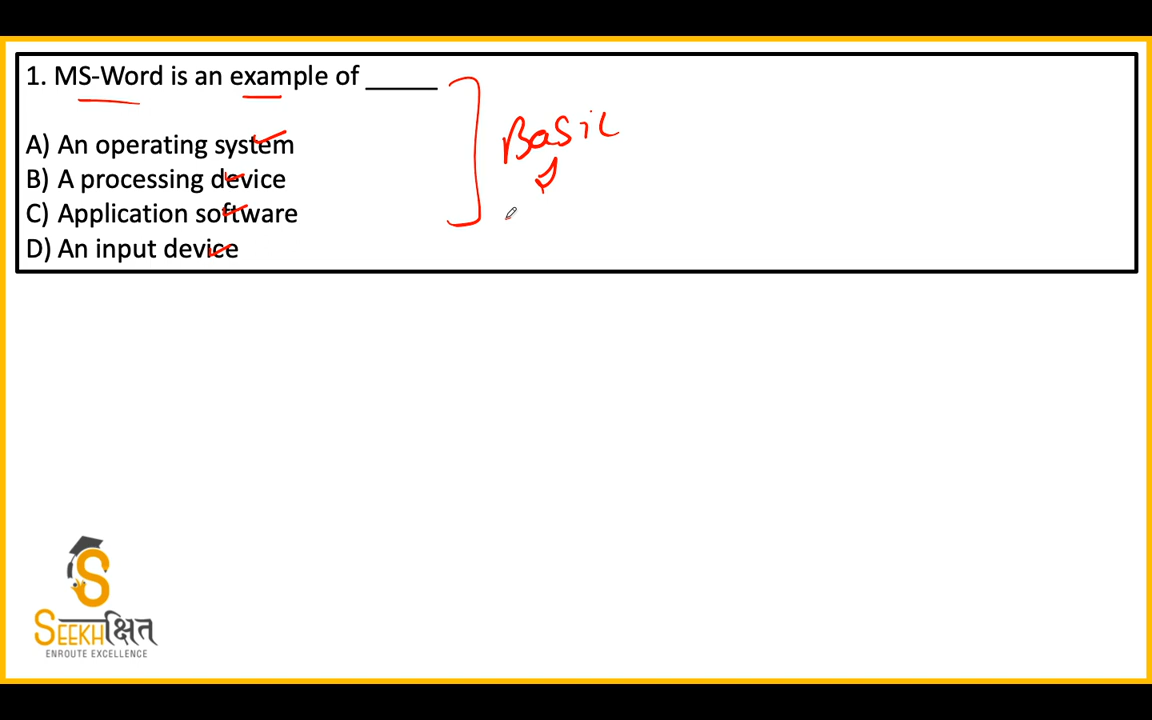 1. MS-Word is an example of _____
Basic
A) An operating system
B) A processing device
C) Application software
D) An input device
SEEKHक्षित
ENROUTE EXCELLENCE